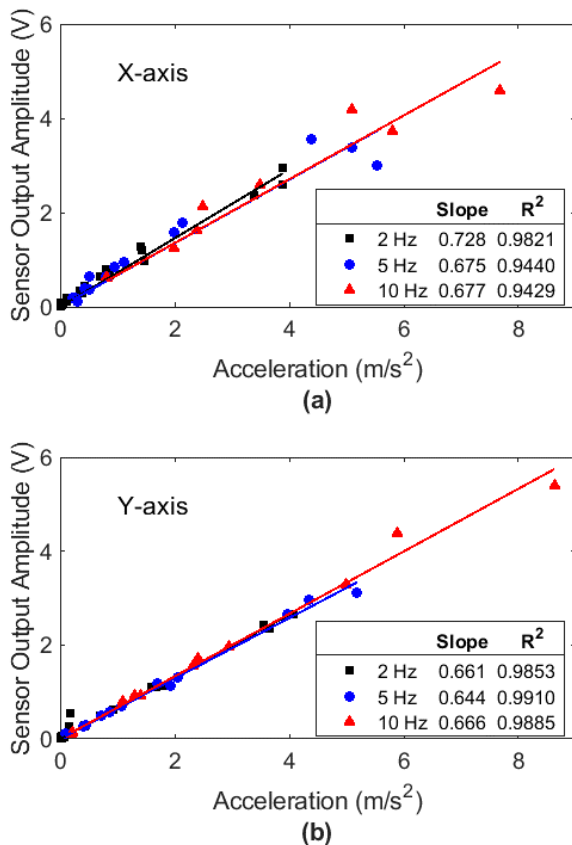 6
4
2
0
Sensor Output Amplitude (V)
X-axis
Slope R²
2 Hz 0.728 0.9821
5 Hz 0.675 0.9440
10 Hz 0.677 0.9429
0 2 4 6 8
Acceleration (m/s²)
(a)
6
4
2
0
Sensor Output Amplitude (V)
Y-axis
Slope R²
2 Hz 0.661 0.9853
5 Hz 0.644 0.9910
10 Hz 0.666 0.9885
0 2 4 6 8
Acceleration (m/s²)
(b)